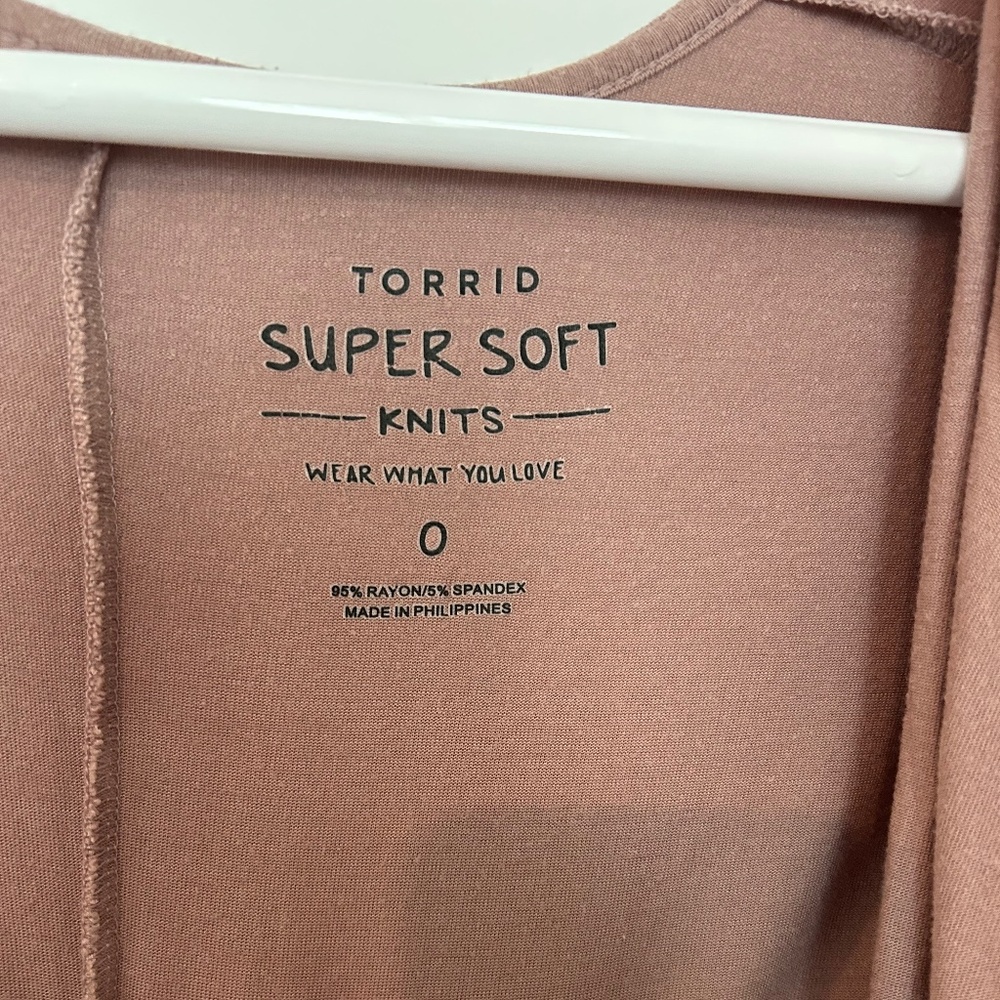 TORRID
SUPER SOFT
KNITS
WEAR WHAT YOU LOVE
0
95% RAYON/5% SPANDEX
MADE IN PHILIPPINES